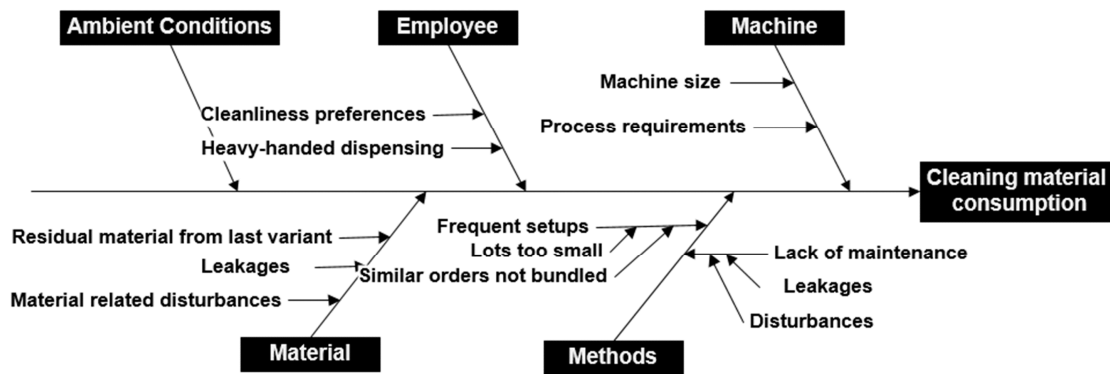 Ambient Conditions
Employee
Machine
Machine size
Cleanliness preferences
Process requirements
Heavy-handed dispensing
Cleaning material
consumption
Residual material from last variant
Frequent setups
Lots too small
Lack of maintenance
Leakages
Similar orders not bundled
Leakages
Material related disturbances
Disturbances
Material
Methods